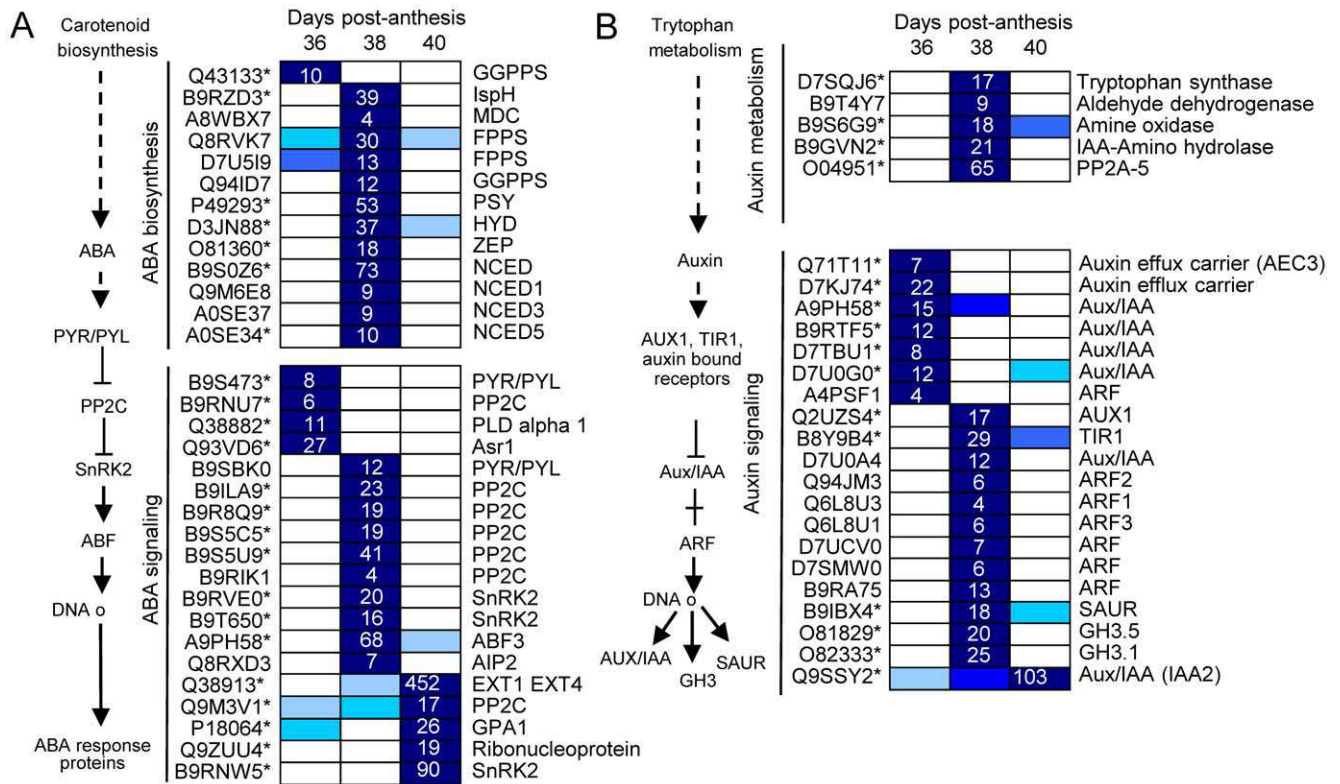 A
Carotenoid
biosynthesis
ABA
PYR/PYL
PP2C
SnRK2
ABF
DNA o
ABA response
proteins
Days post-anthesis
36 38 40
ABA biosynthesis
Q43133* 10 GGPPS
B9RZD3* 39 IspH
A8WBX7 4 MDC
Q8RVK7 30 FPPS
D7U5I9 13 FPPS
Q94ID7 12 GGPPS
P49293* 53 PSY
D3JN88* 37 HYD
O81360* 18 ZEP
B9S0Z6* 73 NCED
Q9M6E8 9 NCED1
A0SE37 9 NCED3
A0SE34* 10 NCED5
ABA signaling
B9S473* 8 PYR/PYL
B9RNU7* 6 PP2C
Q38882* 11 PLD alpha 1
Q93VD6* 27 Asr1
B9SBK0 12 PYR/PYL
B9ILA9* 23 PP2C
B9R8Q9* 19 PP2C
B9S5C5* 19 PP2C
B9S5U9* 41 PP2C
B9RIK1 4 PP2C
B9RVE0* 20 SnRK2
B9T650* 16 SnRK2
A9PH58* 68 ABF3
Q8RXD3 7 AIP2
Q38913* 452 EXT1 EXT4
Q9M3V1* 17 PP2C
P18064* 26 GPA1
Q9ZUU4* 19 Ribonucleoprotein
B9RNW5* 90 SnRK2
B
Trytophan
metabolism
Auxin
AUX1, TIR1,
auxin bound
receptors
Aux/IAA
ARF
DNA o
AUX/IAA
GH3
SAUR
Days post-anthesis
36 38 40
Auxin metabolism
D7SQJ6* 17 Tryptophan synthase
B9T4Y7 9 Aldehyde dehydrogenase
B9S6G9* 18 Amine oxidase
B9GVN2* 21 IAA-Amino hydrolase
O04951* 65 PP2A-5
Auxin signaling
Q71T11* 7 Auxin effux carrier (AEC3)
D7KJ74* 22 Auxin efflux carrier
A9PH58* 15 Aux/IAA
B9RTF5* 12 Aux/IAA
D7TBU1* 8 Aux/IAA
D7U0G0* 12 Aux/IAA
A4PSF1 4 ARF
Q2UZS4* 17 AUX1
B8Y9B4* 29 TIR1
D7U0A4 12 Aux/IAA
Q94JM3 6 ARF2
Q6L8U3 4 ARF1
Q6L8U1 6 ARF3
D7UCV0 7 ARF
D7SMW0 6 ARF
B9RA75 13 ARF
B9IBX4* 18 SAUR
O81829* 20 GH3.5
O82333* 25 GH3.1
Q9SSY2* 103 Aux/IAA (IAA2)